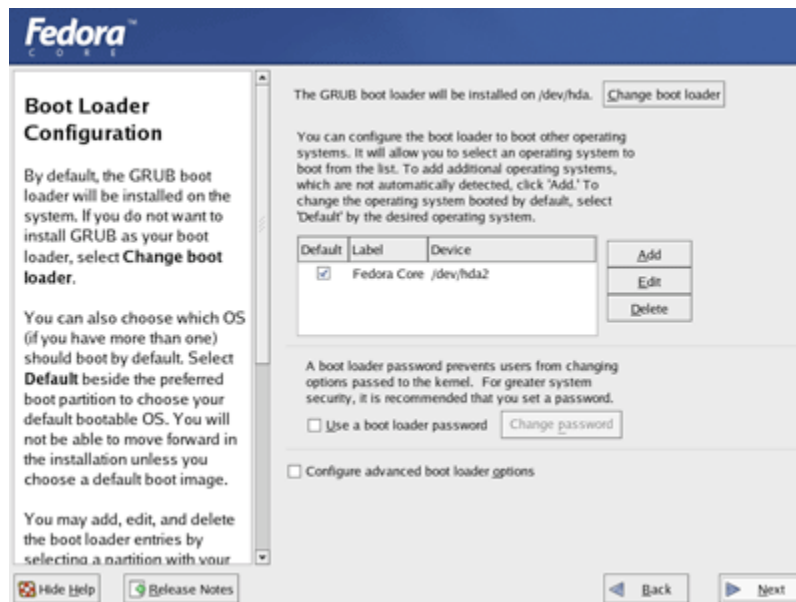 Fedora™
CORE
Boot Loader
Configuration
By default, the GRUB boot
loader will be installed on the
system. If you do not want to
install GRUB as your boot
loader, select Change boot
loader.
You can also choose which OS
(if you have more than one)
should boot by default. Select
Default beside the preferred
boot partition to choose your
default bootable OS. You will
not be able to move forward in
the installation unless you
choose a default boot image.
You may add, edit, and delete
the boot loader entries by
selecting a partition with your
The GRUB boot loader will be installed on /dev/hda. Change boot loader
You can configure the boot loader to boot other operating
systems. It will allow you to select an operating system to
boot from the list. To add additional operating systems,
which are not automatically detected, click 'Add.' To
change the operating system booted by default, select
'Default' by the desired operating system.
Default Label Device
Fedora Core /dev/hda2
Add
Edit
Delete
A boot loader password prevents users from changing
options passed to the kernel. For greater system
security, it is recommended that you set a password.
Use a boot loader password Change password
Configure advanced boot loader options
Hide Help Release Notes Back Next